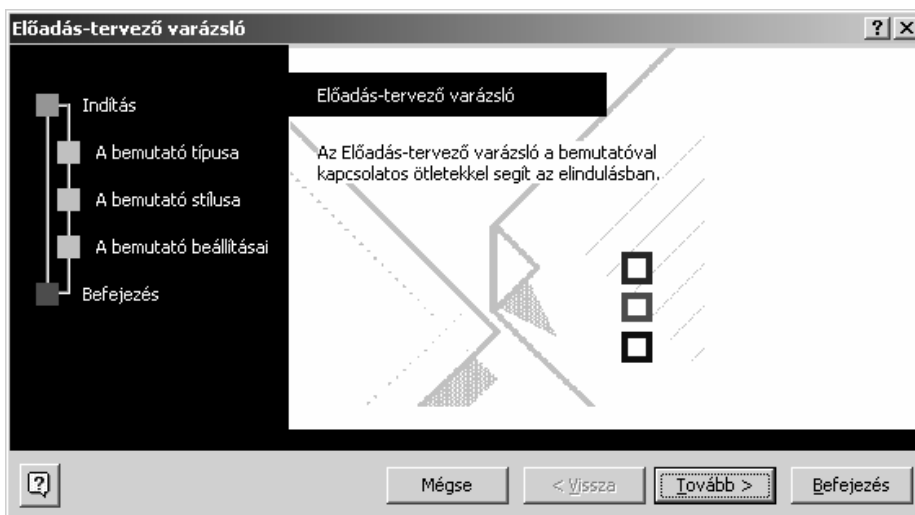 Előadás-tervező varázsló
Indítás
A bemutató típusa
A bemutató stílusa
A bemutató beállításai
Befejezés
Előadás-tervező varázsló
Az Előadás-tervező varázsló a bemutatóval
kapcsolatos ötletekkel segít az elindulásban.
Mégse
< Vissza
Tovább >
Befejezés